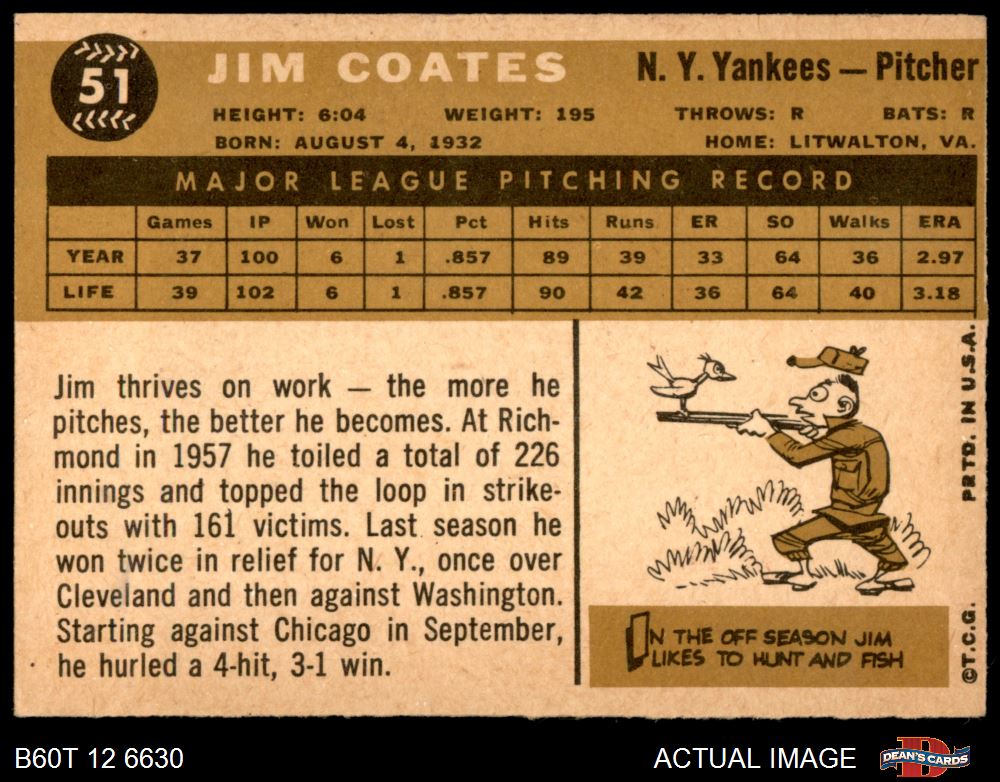 51
JIM COATES
N. Y. Yankees — Pitcher
HEIGHT: 6:04 WEIGHT: 195 THROWS: R BATS: R
BORN: AUGUST 4, 1932 HOME: LITWALTON, VA.
MAJOR LEAGUE PITCHING RECORD
Games IP Won Lost Pct Hits Runs ER SO Walks ERA
YEAR 37 100 6 1 .857 89 39 33 64 36 2.97
LIFE 39 102 6 1 .857 90 42 36 64 40 3.18
Jim thrives on work — the more he
pitches, the better he becomes. At Rich-
mond in 1957 he toiled a total of 226
innings and topped the loop in strike-
outs with 161 victims. Last season he
won twice in relief for N. Y., once over
Cleveland and then against Washington.
Starting against Chicago in September,
he hurled a 4-hit, 3-1 win.
IN THE OFF SEASON JIM
LIKES TO HUNT AND FISH
©T.C.G. PRTD. IN U.S.A.
B60T 12 6630
ACTUAL IMAGE
DEAN'S CARDS